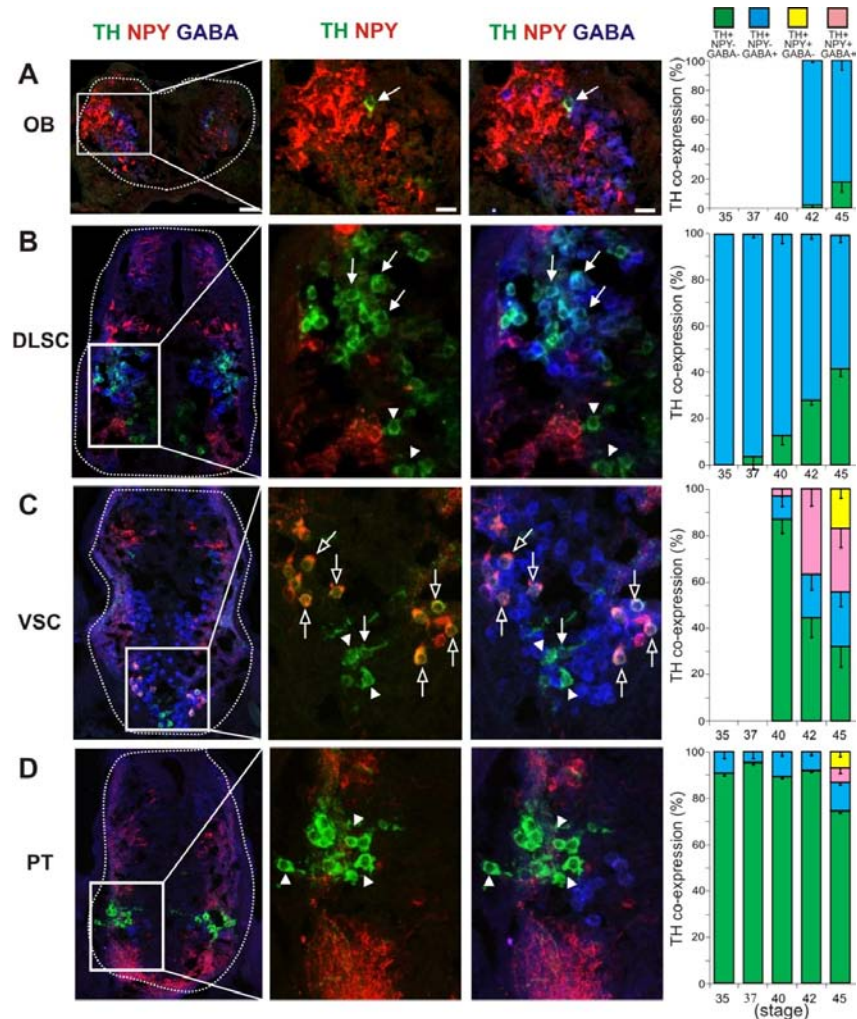 TH NPY GABA
TH NPY
TH NPY GABA
TH+ NPY- GABA-
TH+ NPY- GABA+
TH+ NPY+ GABA-
TH+ NPY+ GABA+
A
OB
TH co-expression (%)
100
80
60
40
20
0
35 37 40 42 45
B
DLSC
TH co-expression (%)
100
80
60
40
20
0
35 37 40 42 45
C
VSC
TH co-expression (%)
100
80
60
40
20
0
35 37 40 42 45
D
PT
TH co-expression (%)
100
80
60
40
20
0
35 37 40 42 45
(stage)